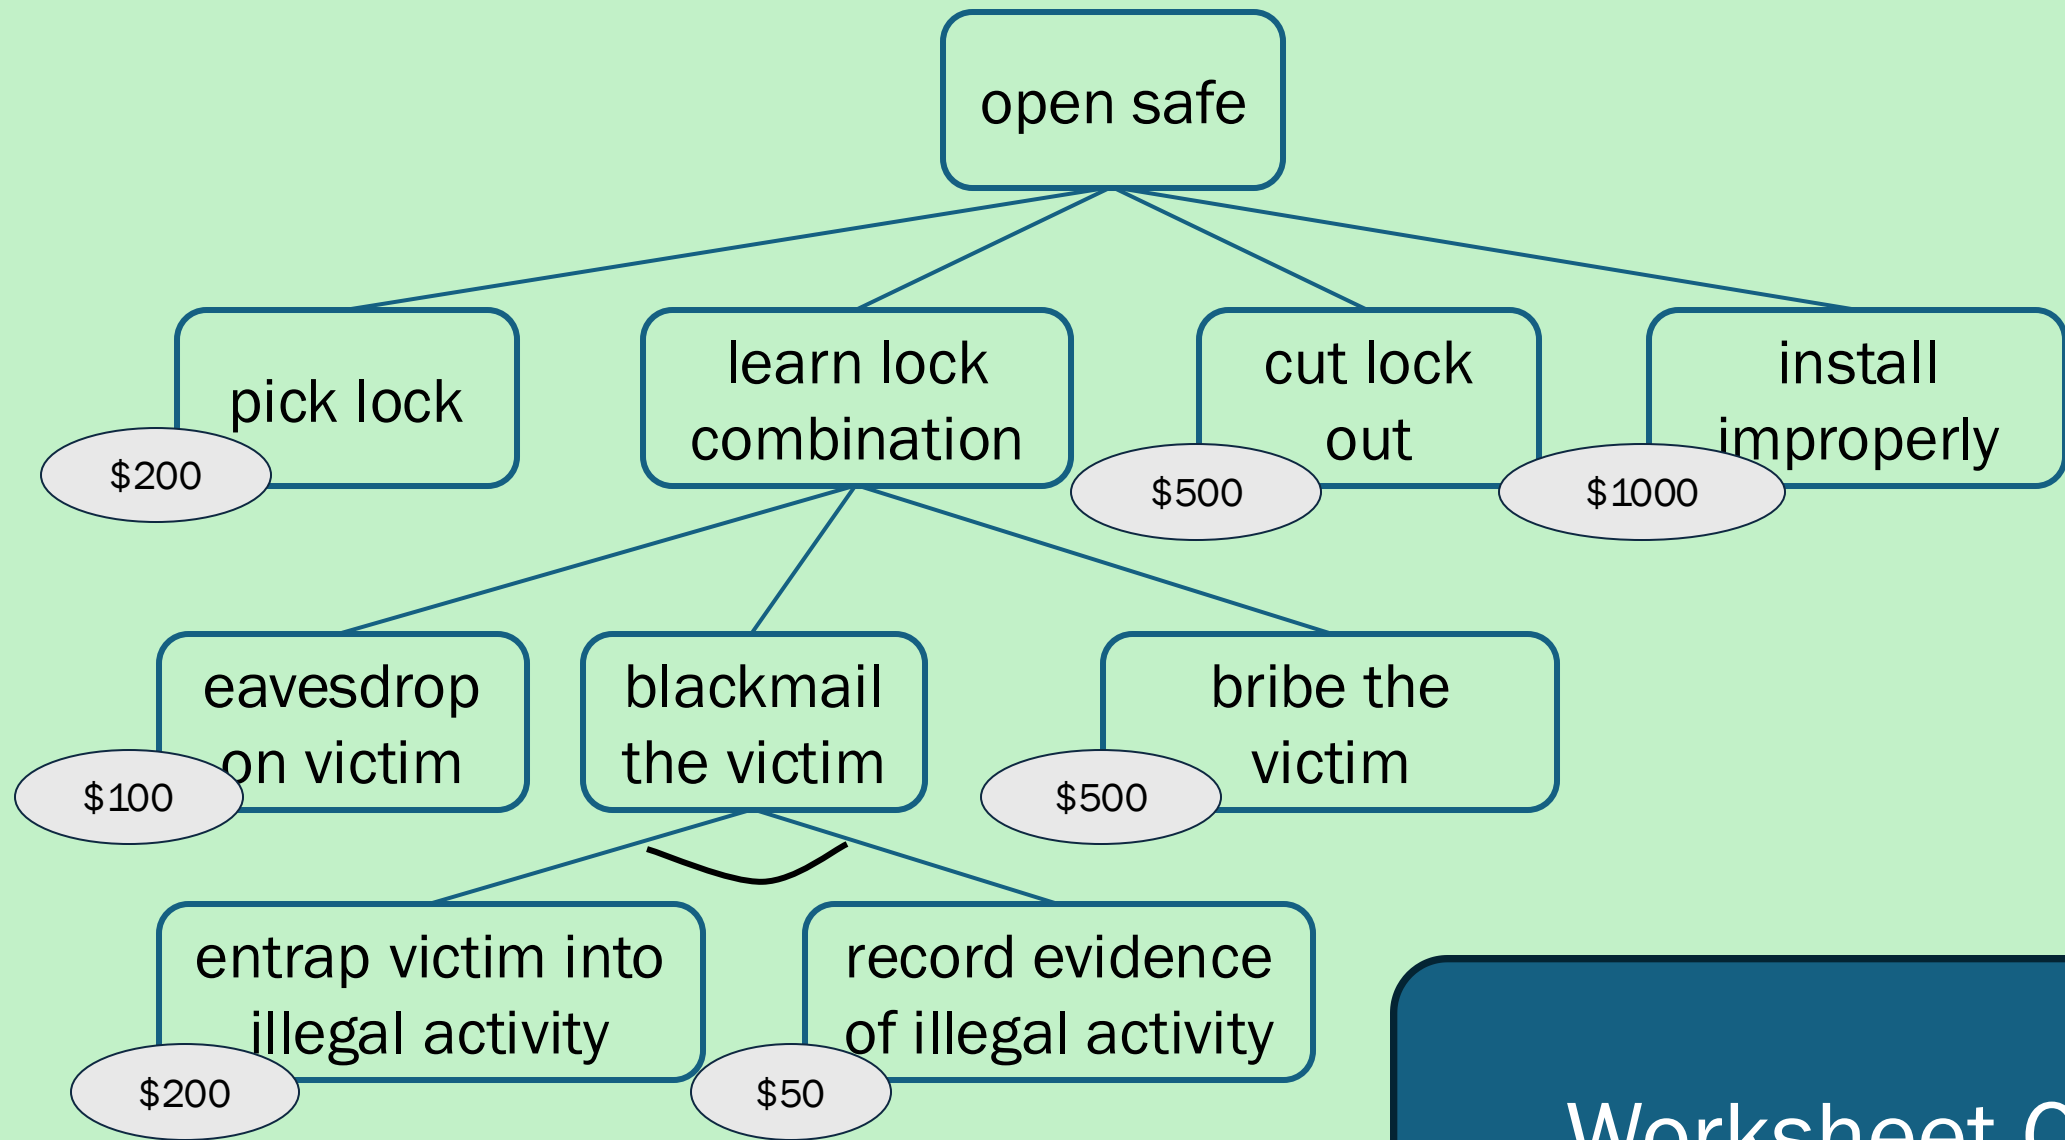 open safe
pick lock
$200
learn lock
combination
cut lock
out
$500
install
improperly
$1000
eavesdrop
on victim
$100
blackmail
the victim
bribe the
victim
$500
entrap victim into
illegal activity
$200
record evidence
of illegal activity
$50
Worksheet